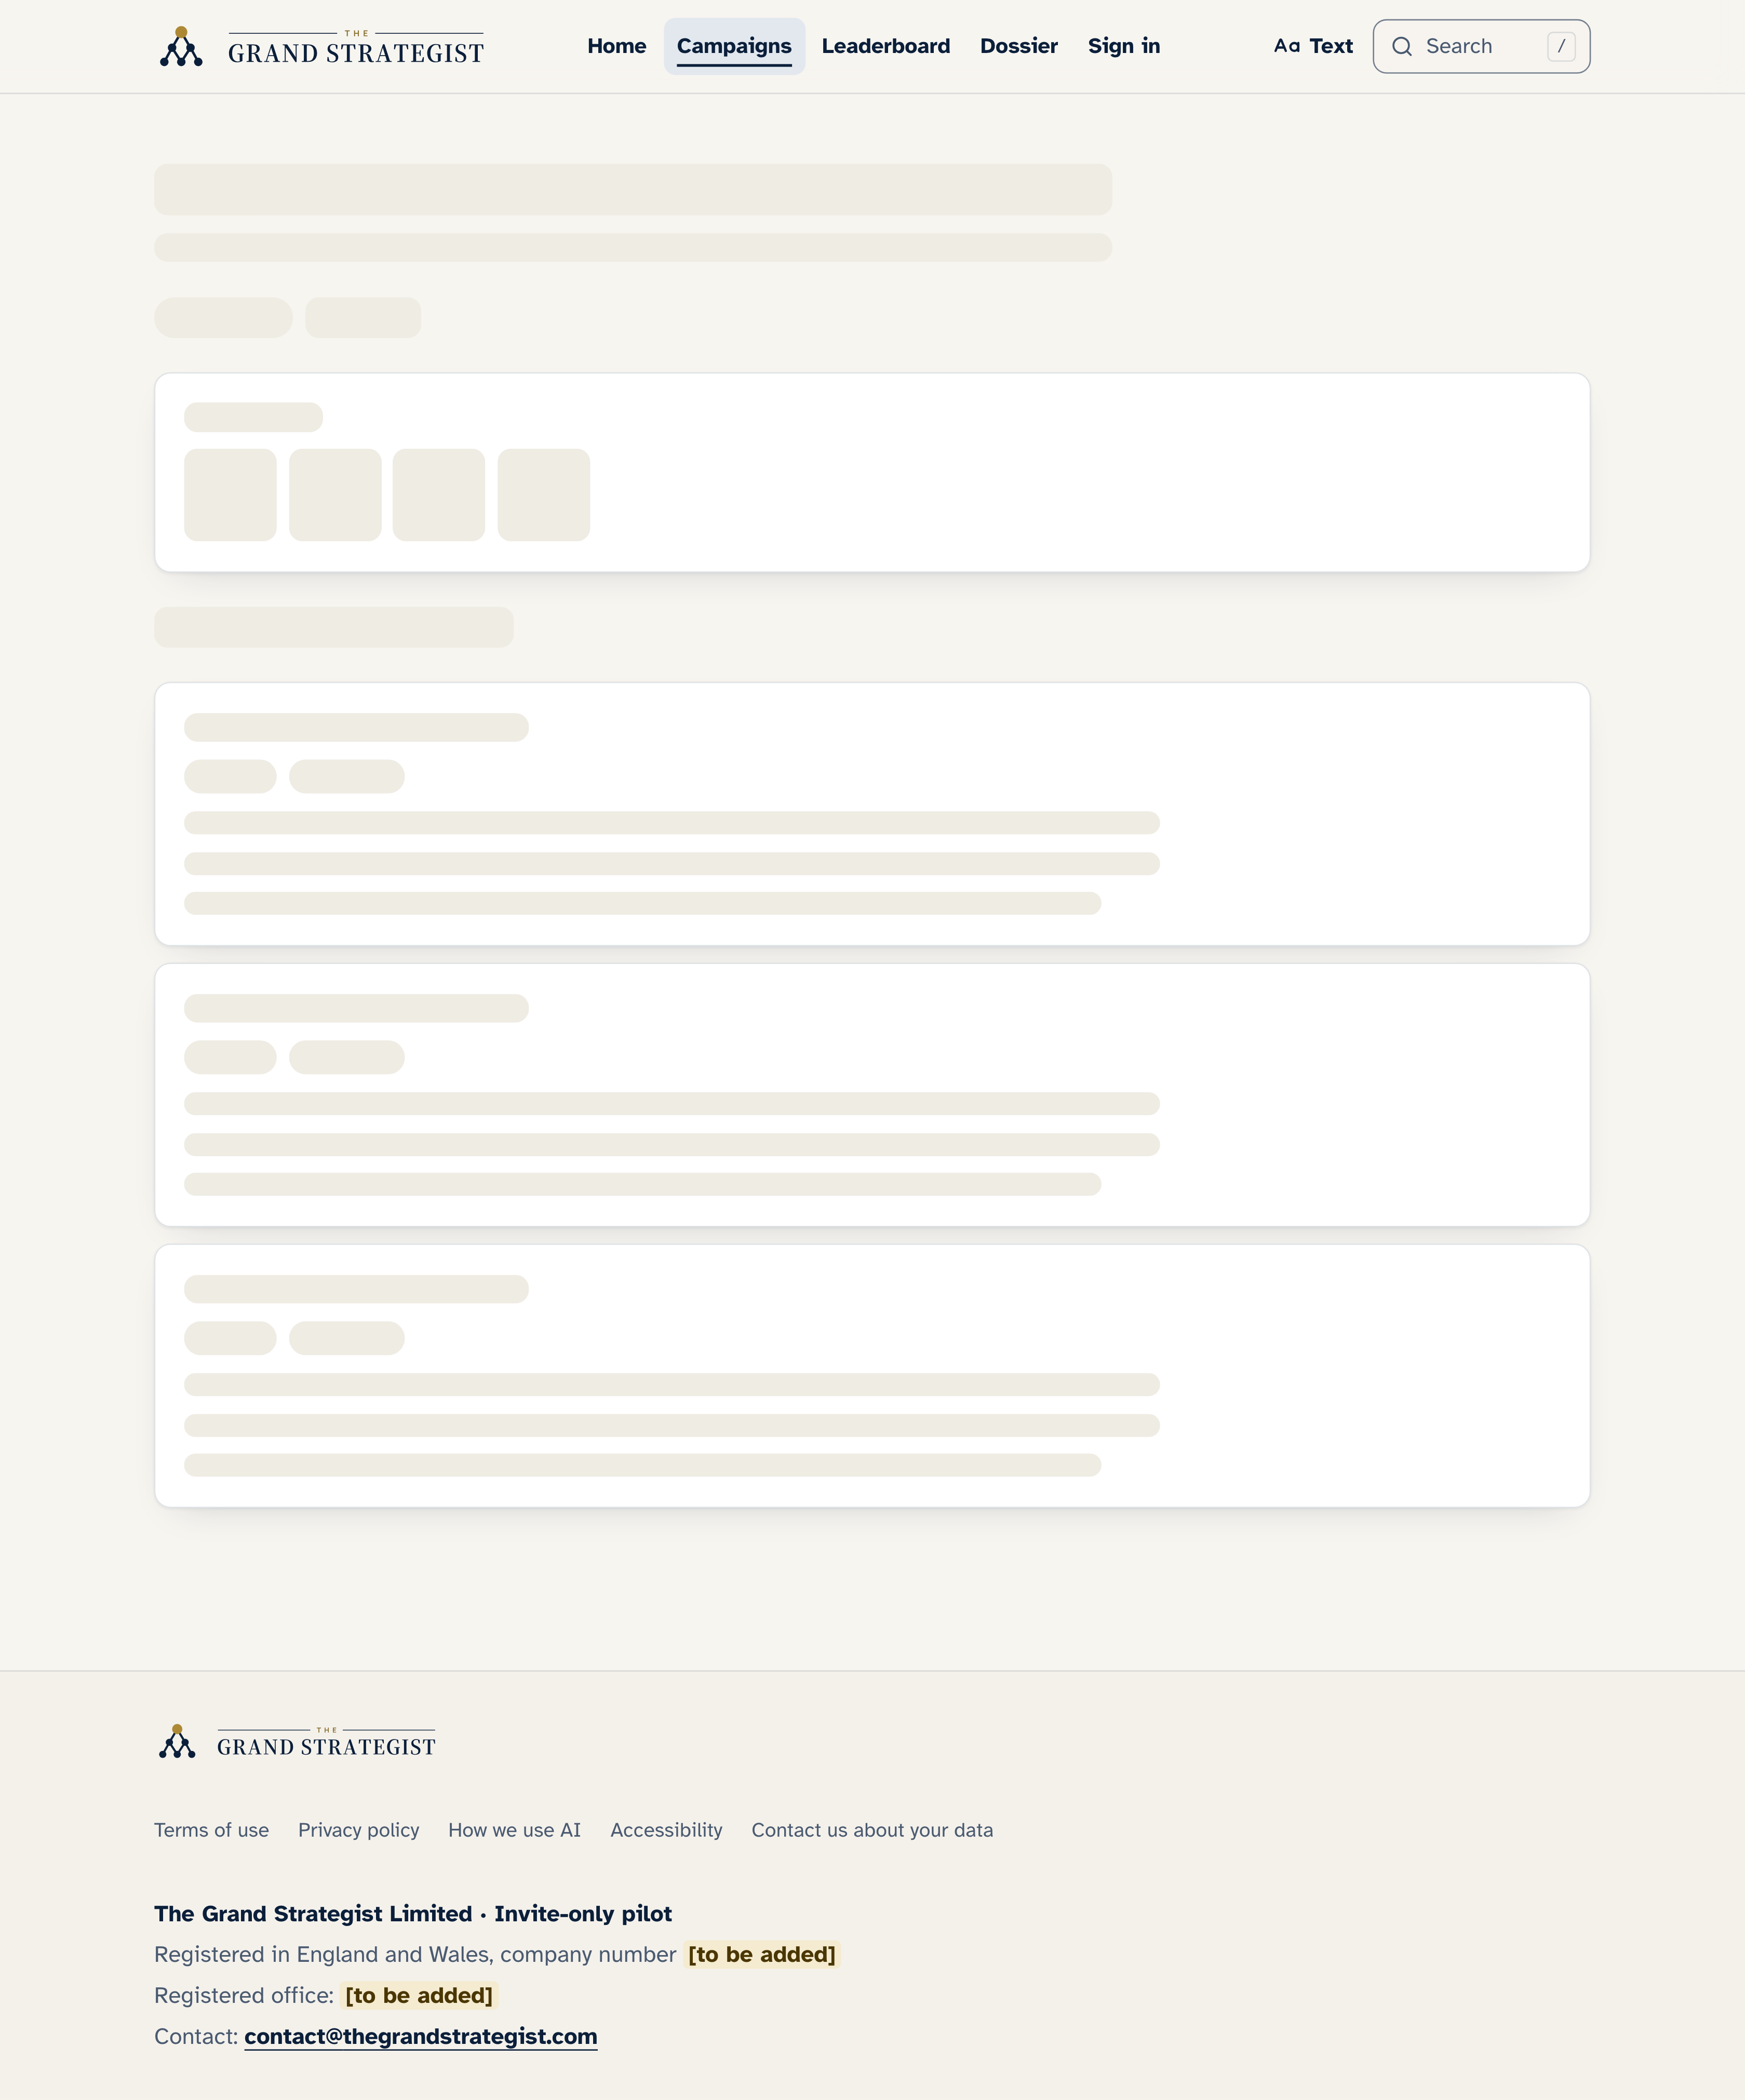 THE
GRAND STRATEGIST
Home Campaigns Leaderboard Dossier Sign in Aa Text Search /
THE
GRAND STRATEGIST
Terms of use Privacy policy How we use AI Accessibility Contact us about your data
The Grand Strategist Limited · Invite-only pilot
Registered in England and Wales, company number [to be added]
Registered office: [to be added]
Contact: contact@thegrandstrategist.com